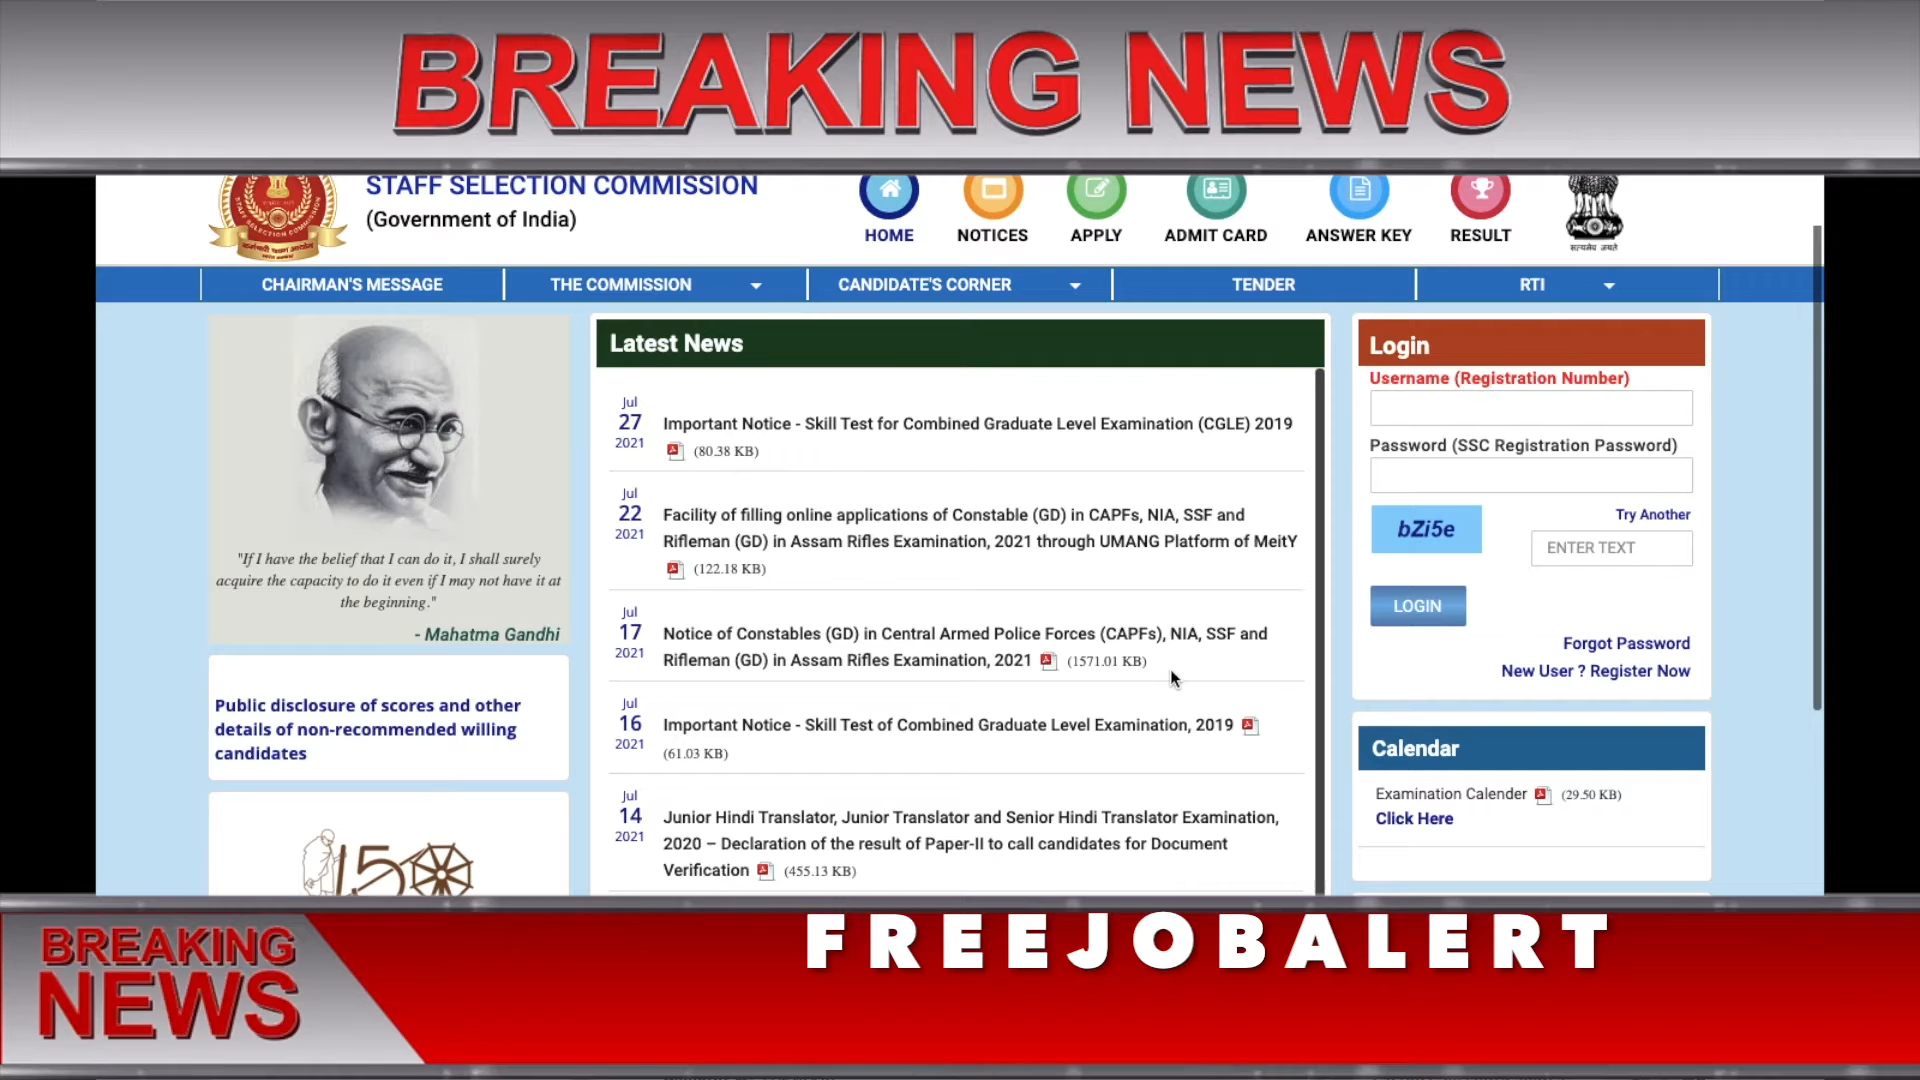 BREAKING NEWS
STAFF SELECTION COMMISSION
(Government of India)
HOME
NOTICES
APPLY
ADMIT CARD
ANSWER KEY
RESULT
सत्यमेव जयते
CHAIRMAN'S MESSAGE
THE COMMISSION
CANDIDATE'S CORNER
TENDER
RTI
"If I have the belief that I can do it, I shall surely
acquire the capacity to do it even if I may not have it at
the beginning."
- Mahatma Gandhi
Public disclosure of scores and other
details of non-recommended willing
candidates
150
Latest News
Jul
27
2021
Important Notice - Skill Test for Combined Graduate Level Examination (CGLE) 2019
(80.38 KB)
Jul
22
2021
Facility of filling online applications of Constable (GD) in CAPFs, NIA, SSF and
Rifleman (GD) in Assam Rifles Examination, 2021 through UMANG Platform of MeitY
(122.18 KB)
Jul
17
2021
Notice of Constables (GD) in Central Armed Police Forces (CAPFs), NIA, SSF and
Rifleman (GD) in Assam Rifles Examination, 2021 (1571.01 KB)
Jul
16
2021
Important Notice - Skill Test of Combined Graduate Level Examination, 2019
(61.03 KB)
Jul
14
2021
Junior Hindi Translator, Junior Translator and Senior Hindi Translator Examination,
2020 – Declaration of the result of Paper-II to call candidates for Document
Verification (455.13 KB)
Login
Username (Registration Number)
Password (SSC Registration Password)
bZi5e
Try Another
ENTER TEXT
LOGIN
Forgot Password
New User ? Register Now
Calendar
Examination Calender (29.50 KB)
Click Here
BREAKING
NEWS
FREEJOBALERT